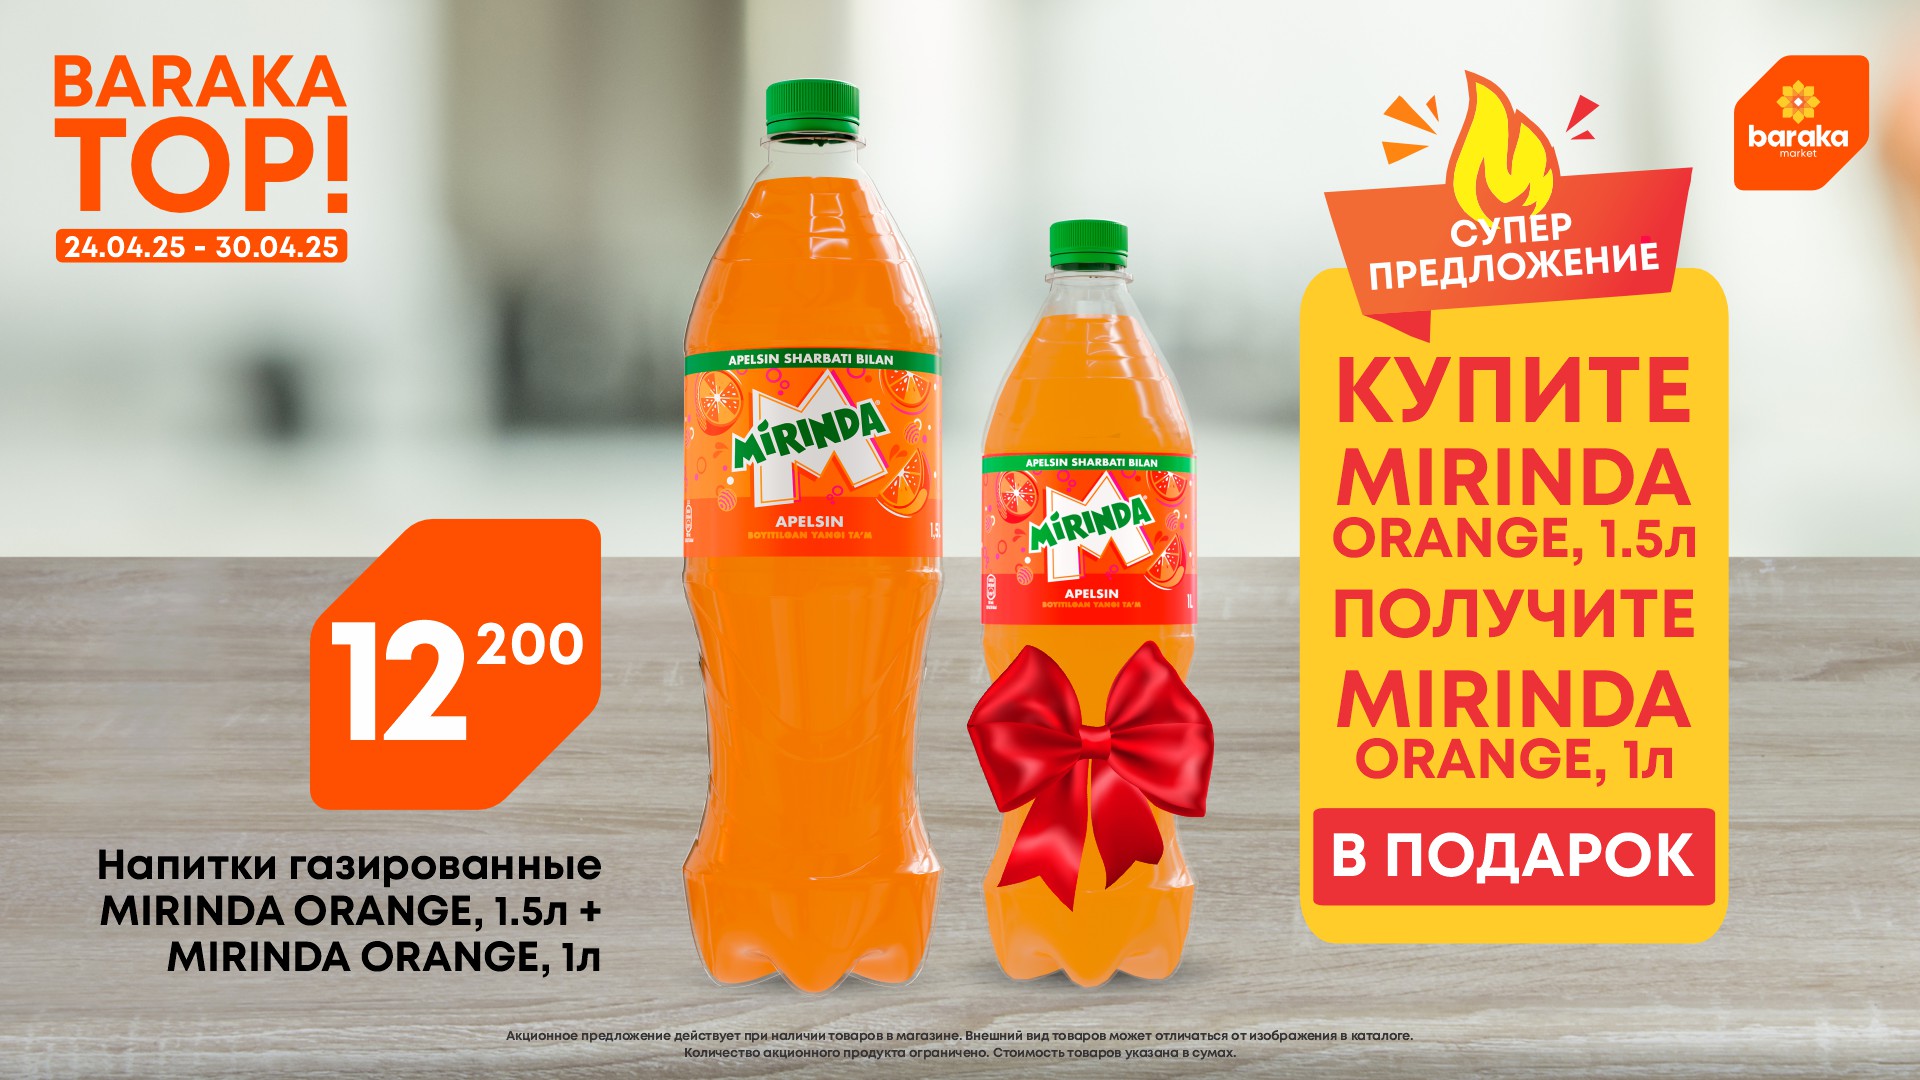 BARAKA
TOP!
24.04.25 - 30.04.25
baraka
market
СУПЕР
ПРЕДЛОЖЕНИЕ
КУПИТЕ
MIRINDA
ORANGE, 1.5л
ПОЛУЧИТЕ
MIRINDA
ORANGE, 1л
В ПОДАРОК
APELSIN SHARBATI BILAN
MIRINDA
APELSIN
BOYITILGAN YANGI TA'M
1,5L
APELSIN SHARBATI BILAN
MIRINDA
APELSIN
BOYITILGAN YANGI TA'M
1L
12 200
Напитки газированные
MIRINDA ORANGE, 1.5л +
MIRINDA ORANGE, 1л
Акционное предложение действует при наличии товаров в магазине. Внешний вид товаров может отличаться от изображения в каталоге.
Количество акционного продукта ограничено. Стоимость товаров указана в сумах.